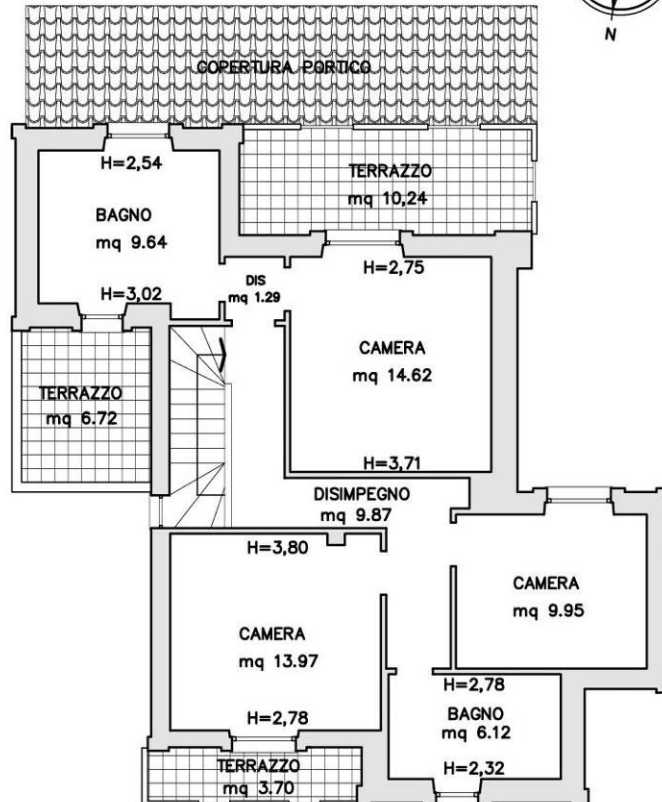 N
COPERTURA PORTICO
H=2,54
BAGNO
mq 9.64
H=3,02
TERRAZZO
mq 10,24
DIS
mq 1.29
H=2,75
CAMERA
mq 14.62
H=3,71
TERRAZZO
mq 6.72
DISIMPEGNO
mq 9.87
H=3,80
CAMERA
mq 13.97
H=2,78
CAMERA
mq 9.95
H=2,78
BAGNO
mq 6.12
H=2,32
TERRAZZO
mq 3.70